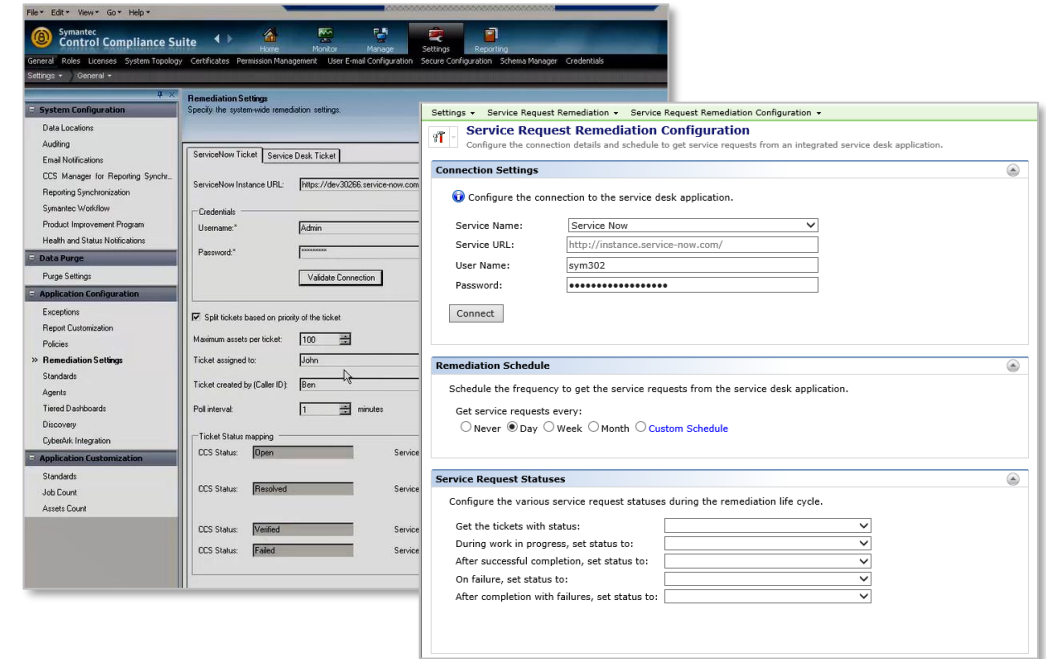 File Edit View Go Help
Symantec
Control Compliance Suite
Home Monitor Manage Settings Reporting
General Roles Licenses System Topology Certificates Permission Management User E-mail Configuration Secure Configuration Schema Manager Credentials
Settings General
System Configuration
Data Locations
Auditing
Email Notifications
CCS Manager for Reporting Synchr..
Reporting Synchronization
Symantec Workflow
Product Improvement Program
Health and Status Notifications
Data Purge
Purge Settings
Application Configuration
Exceptions
Report Customization
Policies
» Remediation Settings
Standards
Agents
Tiered Dashboards
Discovery
CyberArk Integration
Application Customization
Standards
Job Count
Assets Count
Remediation Settings
Specify the system-wide remediation settings.
ServiceNow Ticket Service Desk Ticket
ServiceNow Instance URL: https://dev30266.service-now.com
Credentials
Username:* Admin
Password:* *********
Validate Connection
Split tickets based on priority of the ticket
Maximum assets per ticket: 100
Ticket assigned to: John
Ticket created by (Caller ID): Ben
Poll interval: 1 minutes
Ticket Status mapping
CCS Status: Open Service
CCS Status: Resolved Service
CCS Status: Verified Service
CCS Status: Failed Service
Settings Service Request Remediation Service Request Remediation Configuration
Service Request Remediation Configuration
Configure the connection details and schedule to get service requests from an integrated service desk application.
Connection Settings
Configure the connection to the service desk application.
Service Name: Service Now
Service URL: http://instance.service-now.com/
User Name: sym302
Password: ••••••••••••••••••
Connect
Remediation Schedule
Schedule the frequency to get the service requests from the service desk application.
Get service requests every:
Never Day Week Month Custom Schedule
Service Request Statuses
Configure the various service request statuses during the remediation life cycle.
Get the tickets with status:
During work in progress, set status to:
After successful completion, set status to:
On failure, set status to:
After completion with failures, set status to: